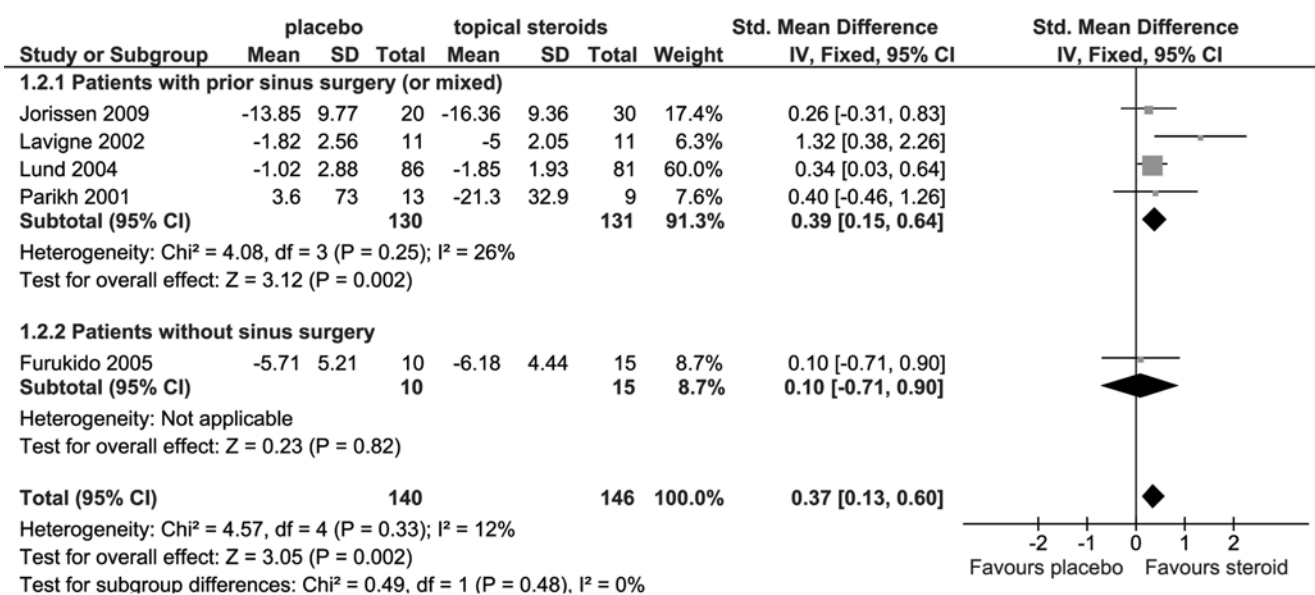 placebo topical steroids Std. Mean Difference Std. Mean Difference
Study or Subgroup Mean SD Total Mean SD Total Weight IV, Fixed, 95% CI IV, Fixed, 95% CI
1.2.1 Patients with prior sinus surgery (or mixed)
Jorissen 2009 -13.85 9.77 20 -16.36 9.36 30 17.4% 0.26 [-0.31, 0.83]
Lavigne 2002 -1.82 2.56 11 -5 2.05 11 6.3% 1.32 [0.38, 2.26]
Lund 2004 -1.02 2.88 86 -1.85 1.93 81 60.0% 0.34 [0.03, 0.64]
Parikh 2001 3.6 73 13 -21.3 32.9 9 7.6% 0.40 [-0.46, 1.26]
Subtotal (95% CI) 130 131 91.3% 0.39 [0.15, 0.64]
Heterogeneity: Chi² = 4.08, df = 3 (P = 0.25); I² = 26%
Test for overall effect: Z = 3.12 (P = 0.002)
1.2.2 Patients without sinus surgery
Furukido 2005 -5.71 5.21 10 -6.18 4.44 15 8.7% 0.10 [-0.71, 0.90]
Subtotal (95% CI) 10 15 8.7% 0.10 [-0.71, 0.90]
Heterogeneity: Not applicable
Test for overall effect: Z = 0.23 (P = 0.82)
Total (95% CI) 140 146 100.0% 0.37 [0.13, 0.60]
Heterogeneity: Chi² = 4.57, df = 4 (P = 0.33); I² = 12%
Test for overall effect: Z = 3.05 (P = 0.002)
Test for subgroup differences: Chi² = 0.49, df = 1 (P = 0.48), I² = 0%
-2 -1 0 1 2
Favours placebo Favours steroid